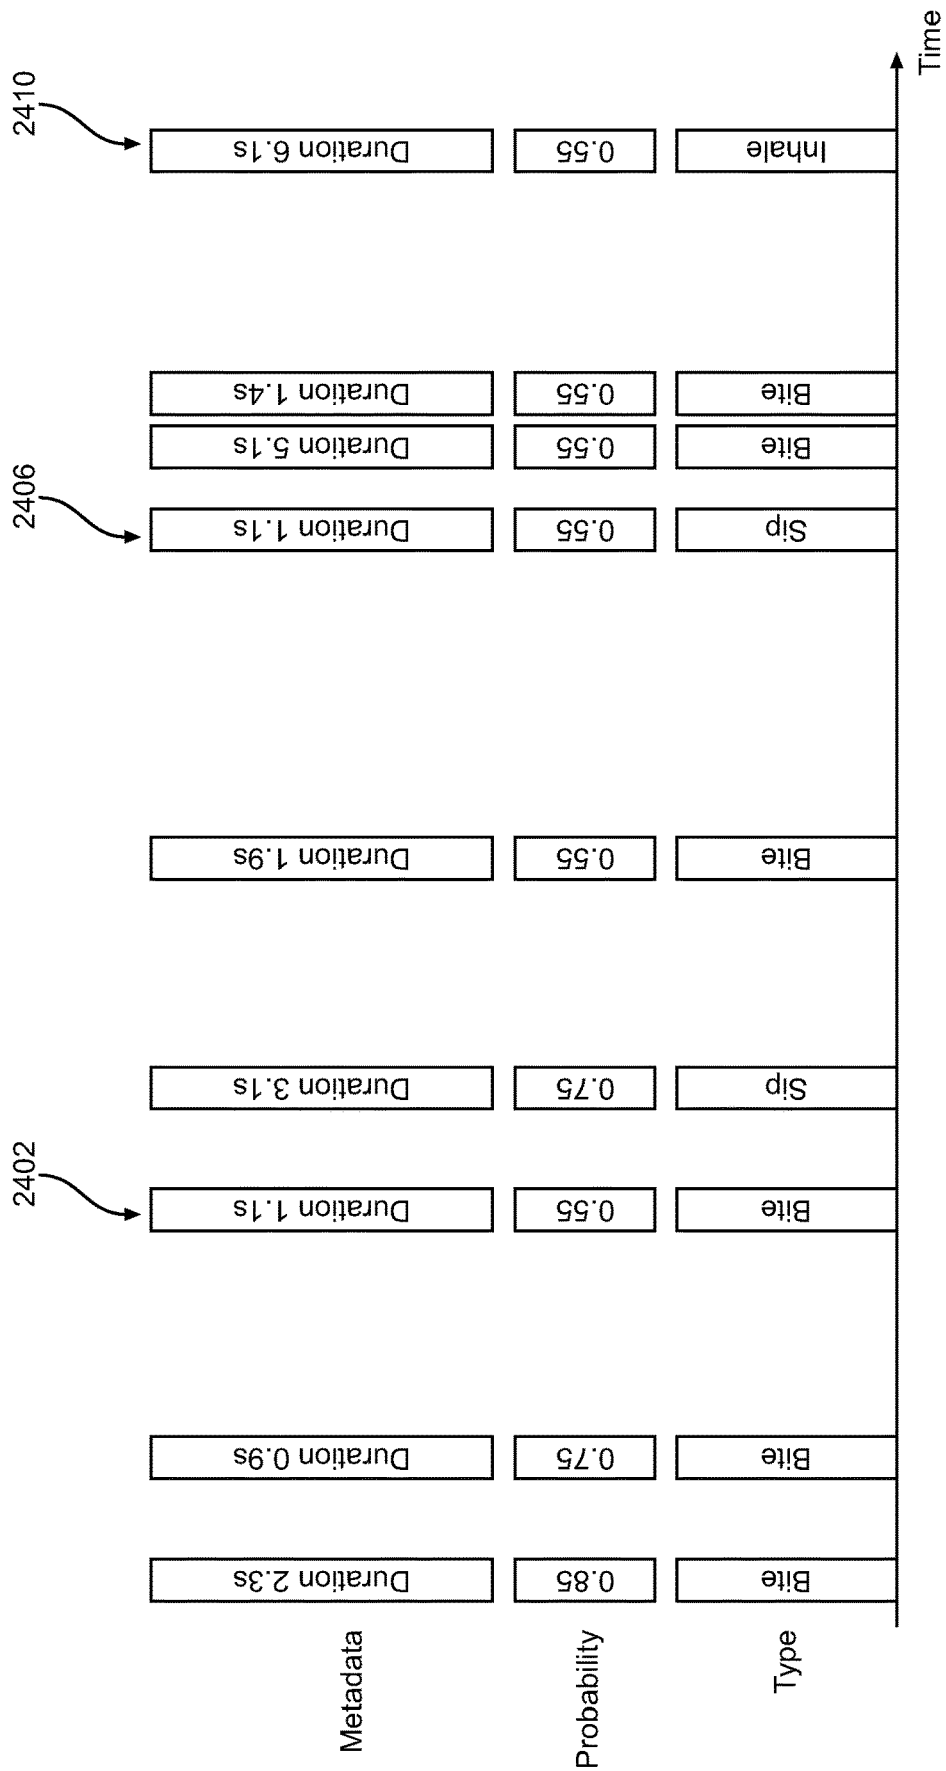 2402
2406
2410
Metadata
Duration 2.3s
Duration 0.9s
Duration 1.1s
Duration 3.1s
Duration 1.9s
Duration 1.1s
Duration 5.1s
Duration 1.4s
Duration 6.1s
Probability
0.85
0.75
0.55
0.75
0.55
0.55
0.55
0.55
0.55
Type
Bite
Bite
Bite
Sip
Bite
Sip
Bite
Bite
Inhale
Time